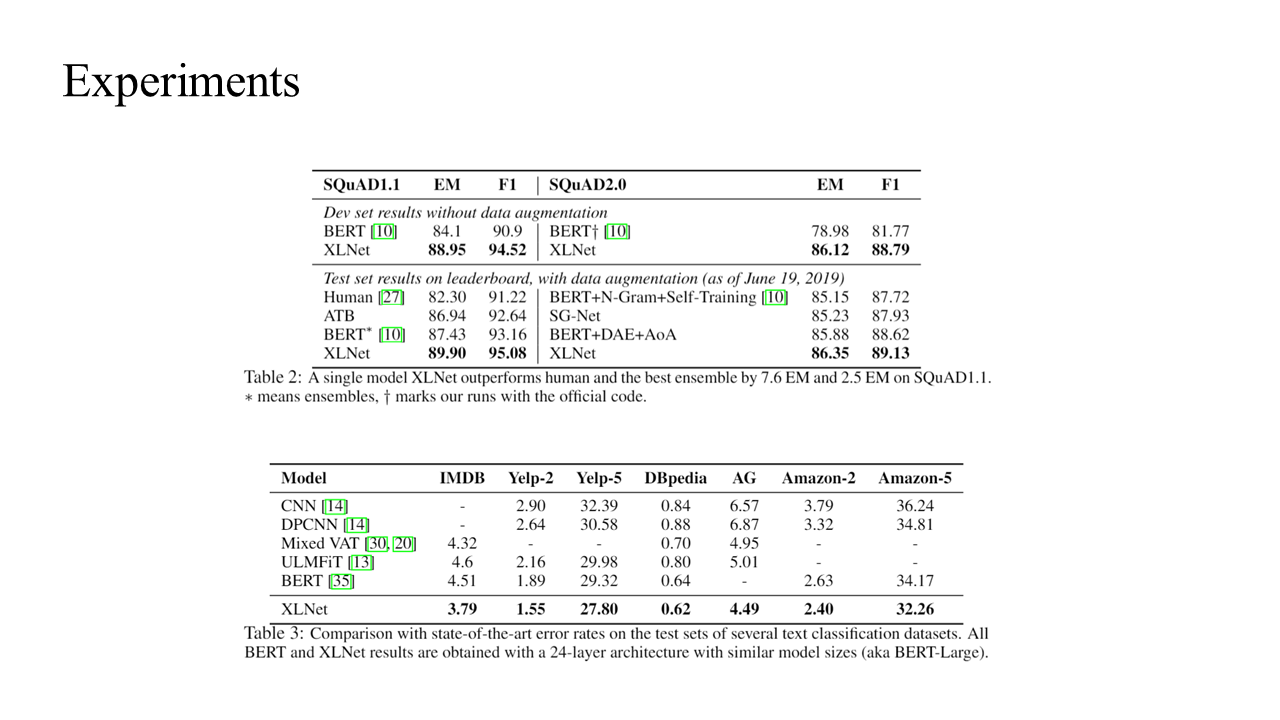 Experiments
SQuAD1.1 EM F1 SQuAD2.0 EM F1
Dev set results without data augmentation
BERT [10] 84.1 90.9 BERT† [10] 78.98 81.77
XLNet 88.95 94.52 XLNet 86.12 88.79
Test set results on leaderboard, with data augmentation (as of June 19, 2019)
Human [27] 82.30 91.22 BERT+N-Gram+Self-Training [10] 85.15 87.72
ATB 86.94 92.64 SG-Net 85.23 87.93
BERT* [10] 87.43 93.16 BERT+DAE+AoA 85.88 88.62
XLNet 89.90 95.08 XLNet 86.35 89.13
Table 2: A single model XLNet outperforms human and the best ensemble by 7.6 EM and 2.5 EM on SQuAD1.1.
* means ensembles, † marks our runs with the official code.
Model IMDB Yelp-2 Yelp-5 DBpedia AG Amazon-2 Amazon-5
CNN [14] - 2.90 32.39 0.84 6.57 3.79 36.24
DPCNN [14] - 2.64 30.58 0.88 6.87 3.32 34.81
Mixed VAT [30, 20] 4.32 - - 0.70 4.95 - -
ULMFiT [13] 4.6 2.16 29.98 0.80 5.01 - -
BERT [35] 4.51 1.89 29.32 0.64 - 2.63 34.17
XLNet 3.79 1.55 27.80 0.62 4.49 2.40 32.26
Table 3: Comparison with state-of-the-art error rates on the test sets of several text classification datasets. All
BERT and XLNet results are obtained with a 24-layer architecture with similar model sizes (aka BERT-Large).